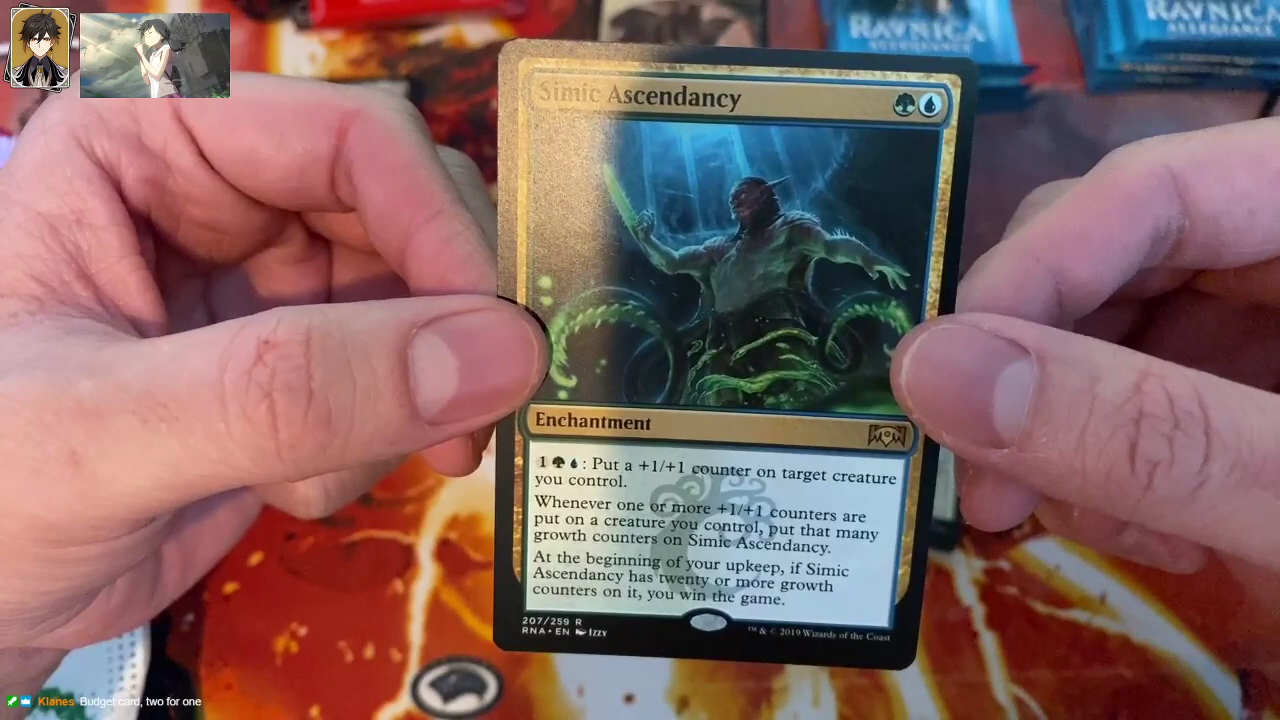 RAVNICA
ALLEGIANCE
RAVNICA
ALLEGIANCE
Simic Ascendancy
Enchantment
1 : Put a +1/+1 counter on target creature
you control.
Whenever one or more +1/+1 counters are
put on a creature you control, put that many
growth counters on Simic Ascendancy.
At the beginning of your upkeep, if Simic
Ascendancy has twenty or more growth
counters on it, you win the game.
207/259 R
RNA • EN Izzy
™ & © 2019 Wizards of the Coast
Klanes Budget card, two for one